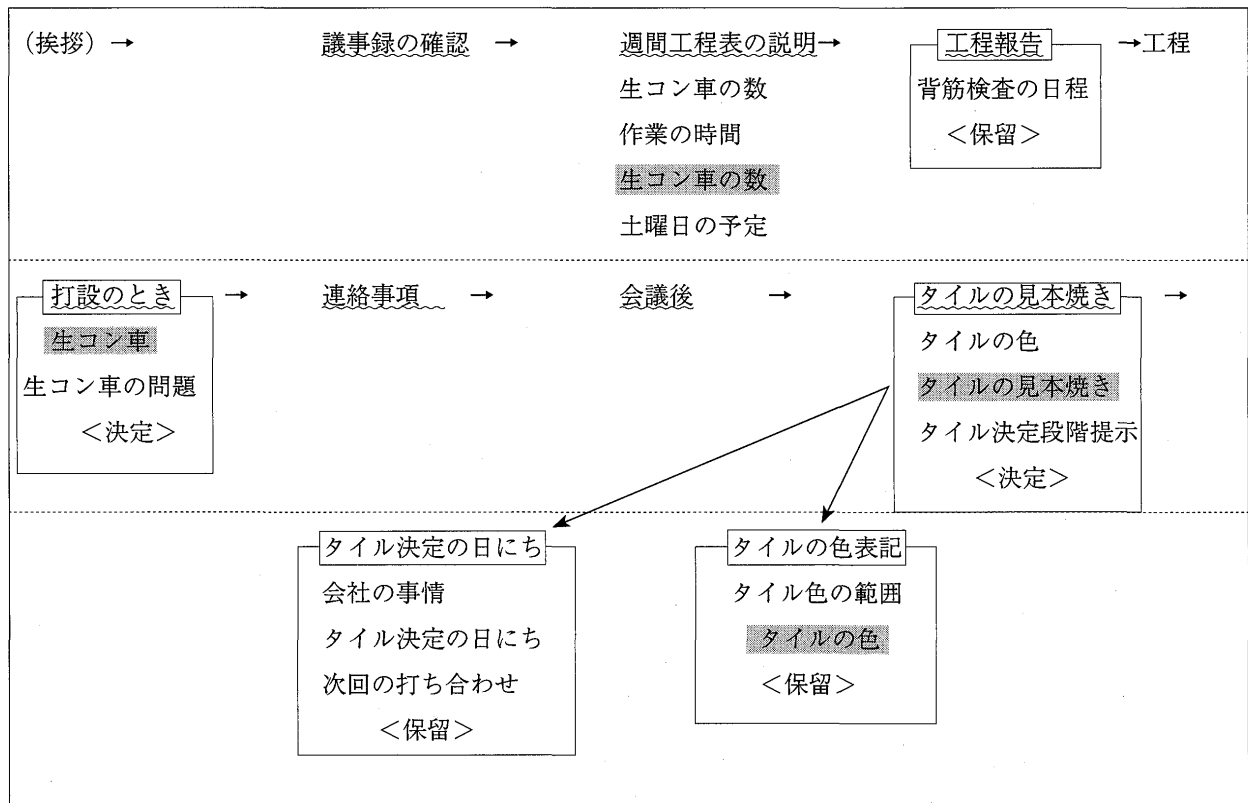 (挨拶) → 議事録の確認 → 週間工程表の説明→ 工程報告 →工程
生コン車の数 背筋検査の日程
作業の時間 <保留>
生コン車の数
土曜日の予定
打設のとき → 連絡事項 → 会議後 → タイルの見本焼き →
生コン車 タイルの色
生コン車の問題 タイルの見本焼き
<決定> タイル決定段階提示
<決定>
タイル決定の日にち タイルの色表記
会社の事情 タイル色の範囲
タイル決定の日にち タイルの色
次回の打ち合わせ <保留>
<保留>